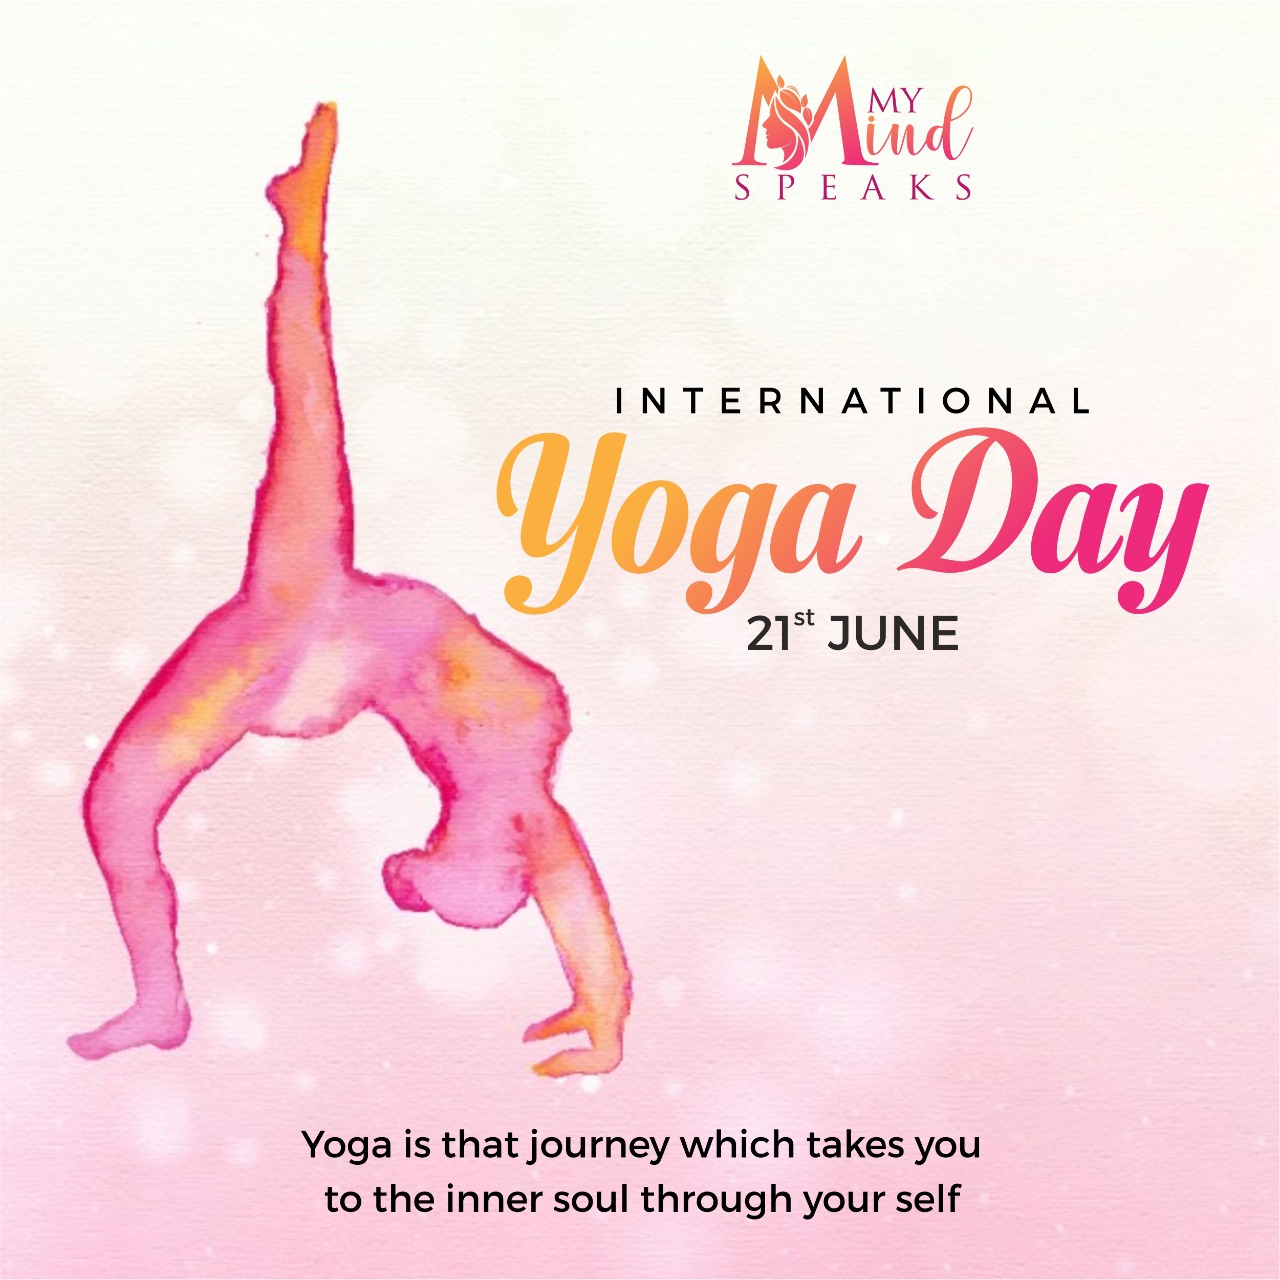 MY
Mind
SPEAKS
INTERNATIONAL
Yoga Day
21st JUNE
Yoga is that journey which takes you
to the inner soul through your self